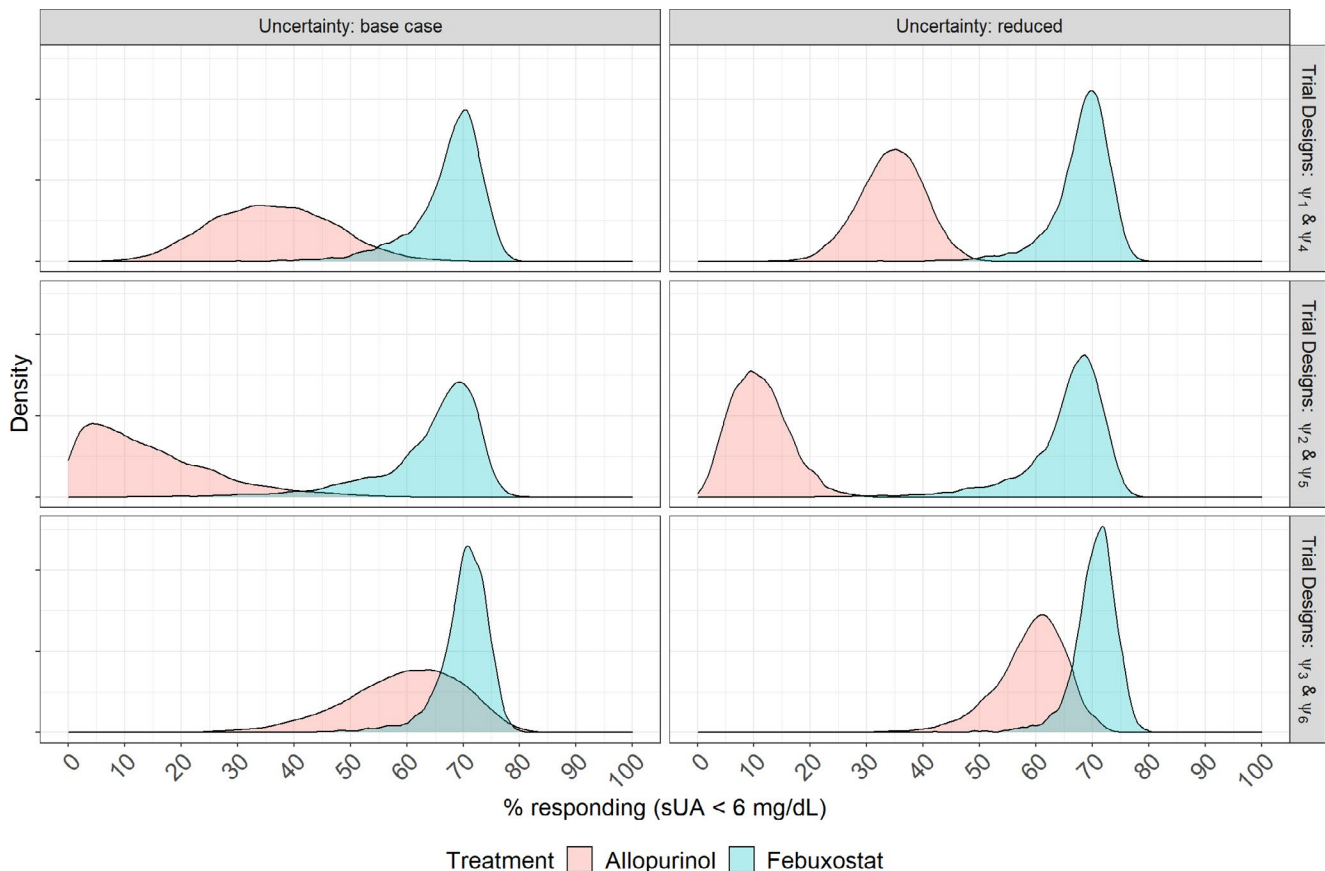 Uncertainty: base case
Uncertainty: reduced
Trial Designs: ψ1 & ψ4
Trial Designs: ψ2 & ψ5
Trial Designs: ψ3 & ψ6
Density
0 10 20 30 40 50 60 70 80 90 100
0 10 20 30 40 50 60 70 80 90 100
% responding (sUA < 6 mg/dL)
Treatment Allopurinol Febuxostat